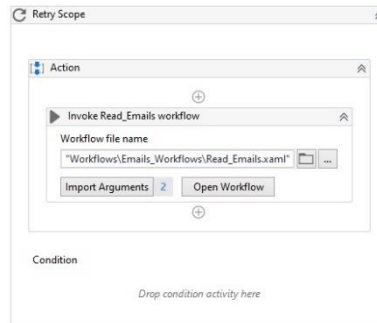 Retry Scope
Action
Invoke Read_Emails workflow
Workflow file name
"Workflows\Emails_Workflows\Read_Emails.xaml" ...
Import Arguments 2 Open Workflow
Condition
Drop condition activity here